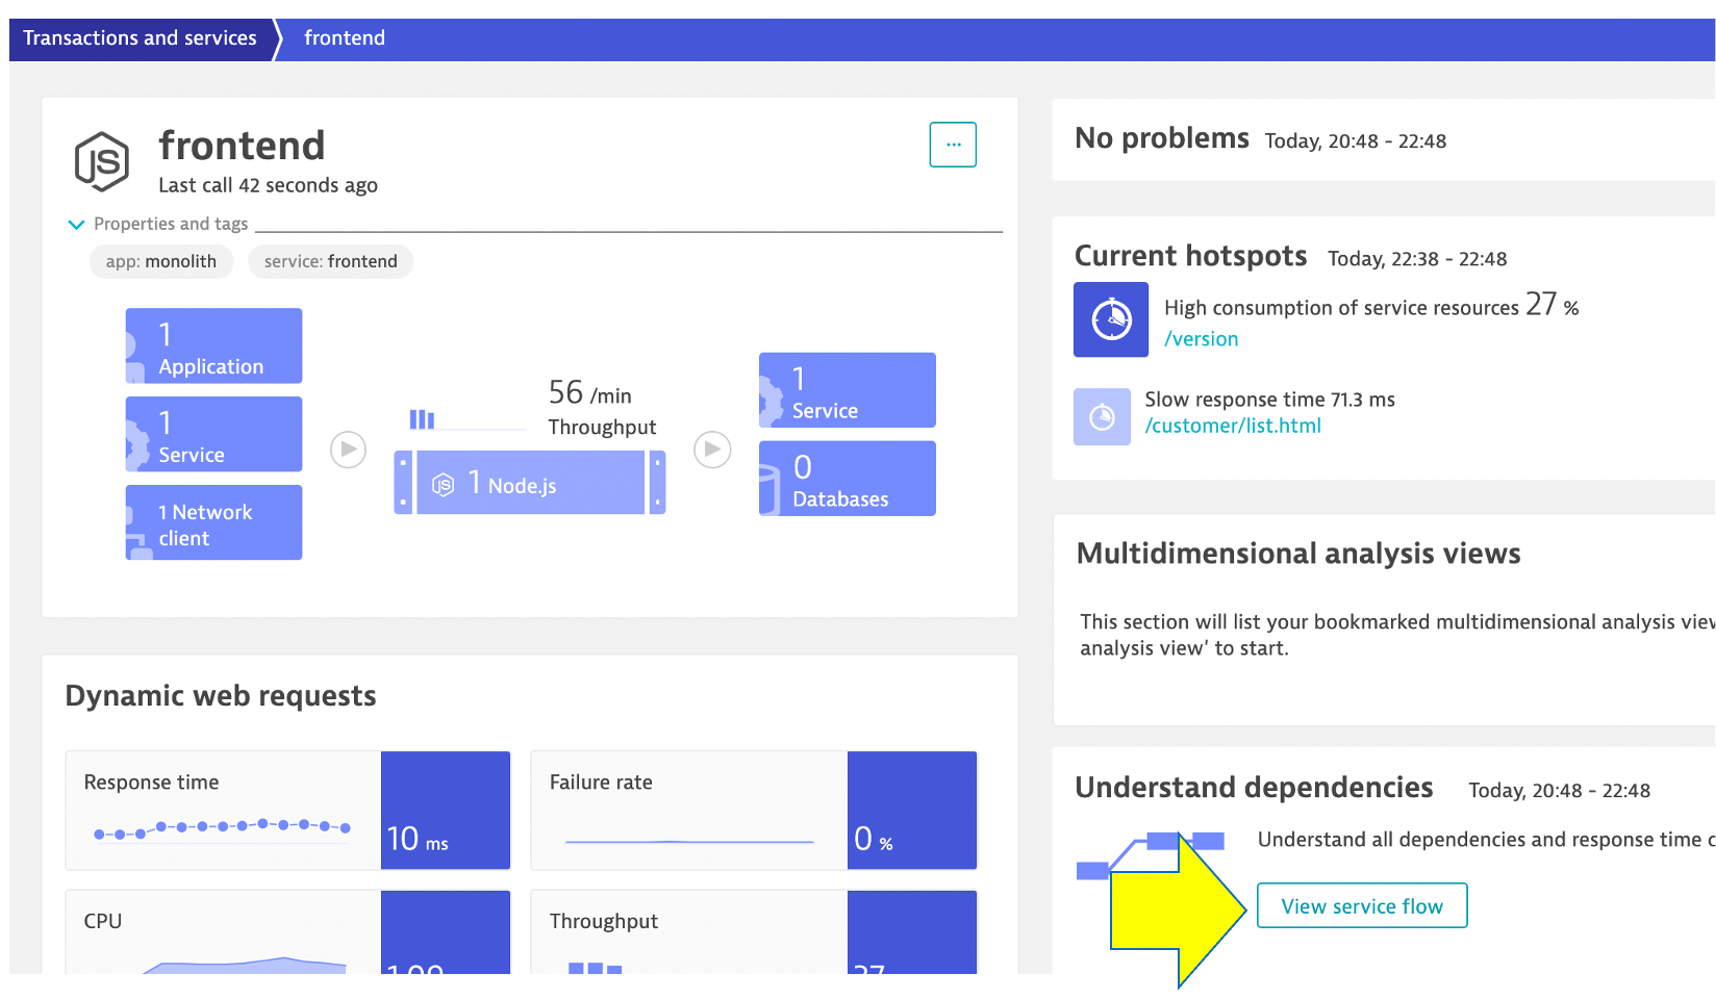 Transactions and services
frontend
JS
frontend
Last call 42 seconds ago
...
Properties and tags
app: monolith
service: frontend
1
Application
1
Service
1 Network
client
56 /min
Throughput
JS 1 Node.js
1
Service
0
Databases
Dynamic web requests
Response time
10 ms
Failure rate
0 %
CPU
Throughput
No problems Today, 20:48 - 22:48
Current hotspots Today, 22:38 - 22:48
High consumption of service resources 27 %
/version
Slow response time 71.3 ms
/customer/list.html
Multidimensional analysis views
This section will list your bookmarked multidimensional analysis
analysis view' to start.
Understand dependencies Today, 20:48 - 22:48
Understand all dependencies and response time
View service flow